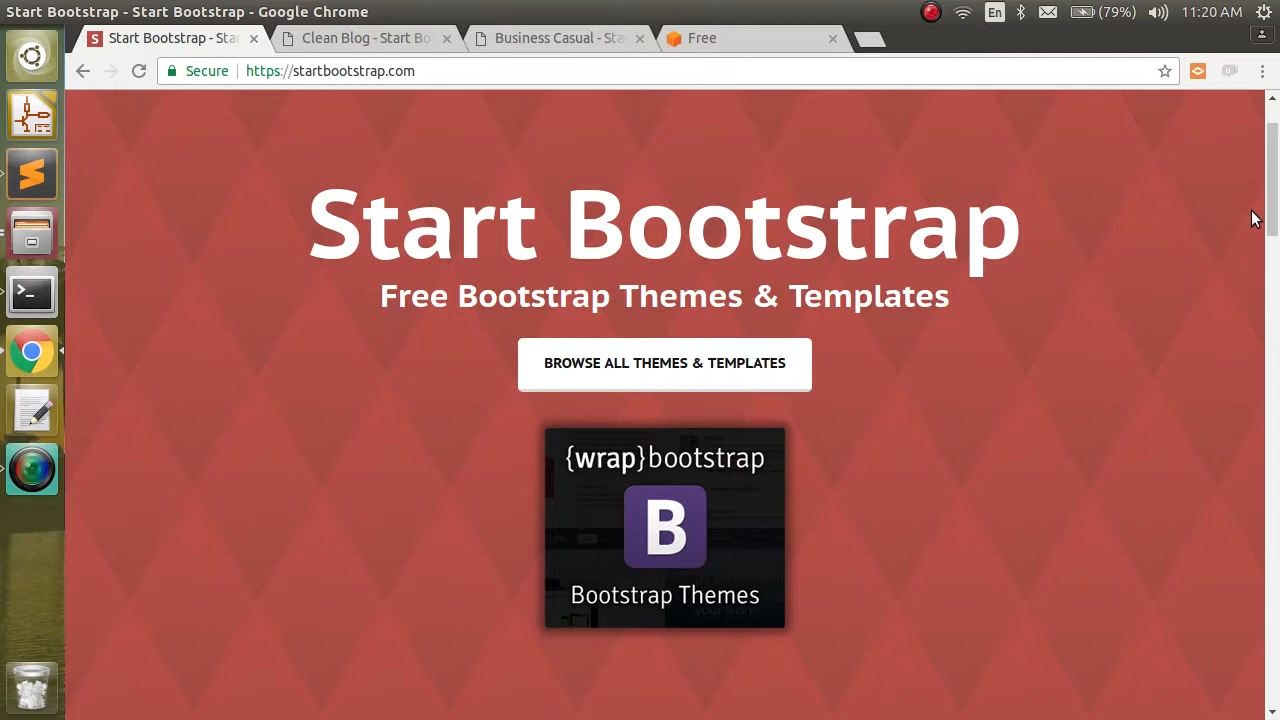 Start Bootstrap - Start Bootstrap - Google Chrome
En
(79%)
11:20 AM
Start Bootstrap - Sta
Clean Blog - Start Bo
Business Casual - Sta
Free
Secure
https://startbootstrap.com
Start Bootstrap
Free Bootstrap Themes & Templates
BROWSE ALL THEMES & TEMPLATES
{wrap}bootstrap
B
Bootstrap Themes